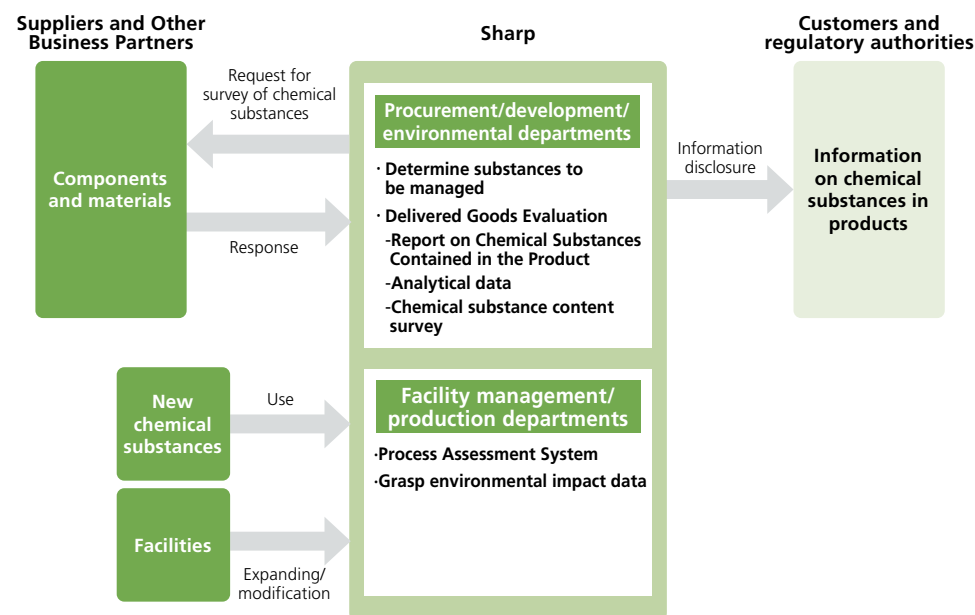 Suppliers and Other
Business Partners
Sharp
Customers and
regulatory authorities
Request for
survey of chemical
substances
Components
and materials
Response
Procurement/development/
environmental departments
· Determine substances to
be managed
· Delivered Goods Evaluation
-Report on Chemical Substances
Contained in the Product
-Analytical data
-Chemical substance content
survey
Information
disclosure
Information
on chemical
substances in
products
New
chemical
substances
Use
Facility management/
production departments
·Process Assessment System
·Grasp environmental impact data
Facilities
Expanding/
modification